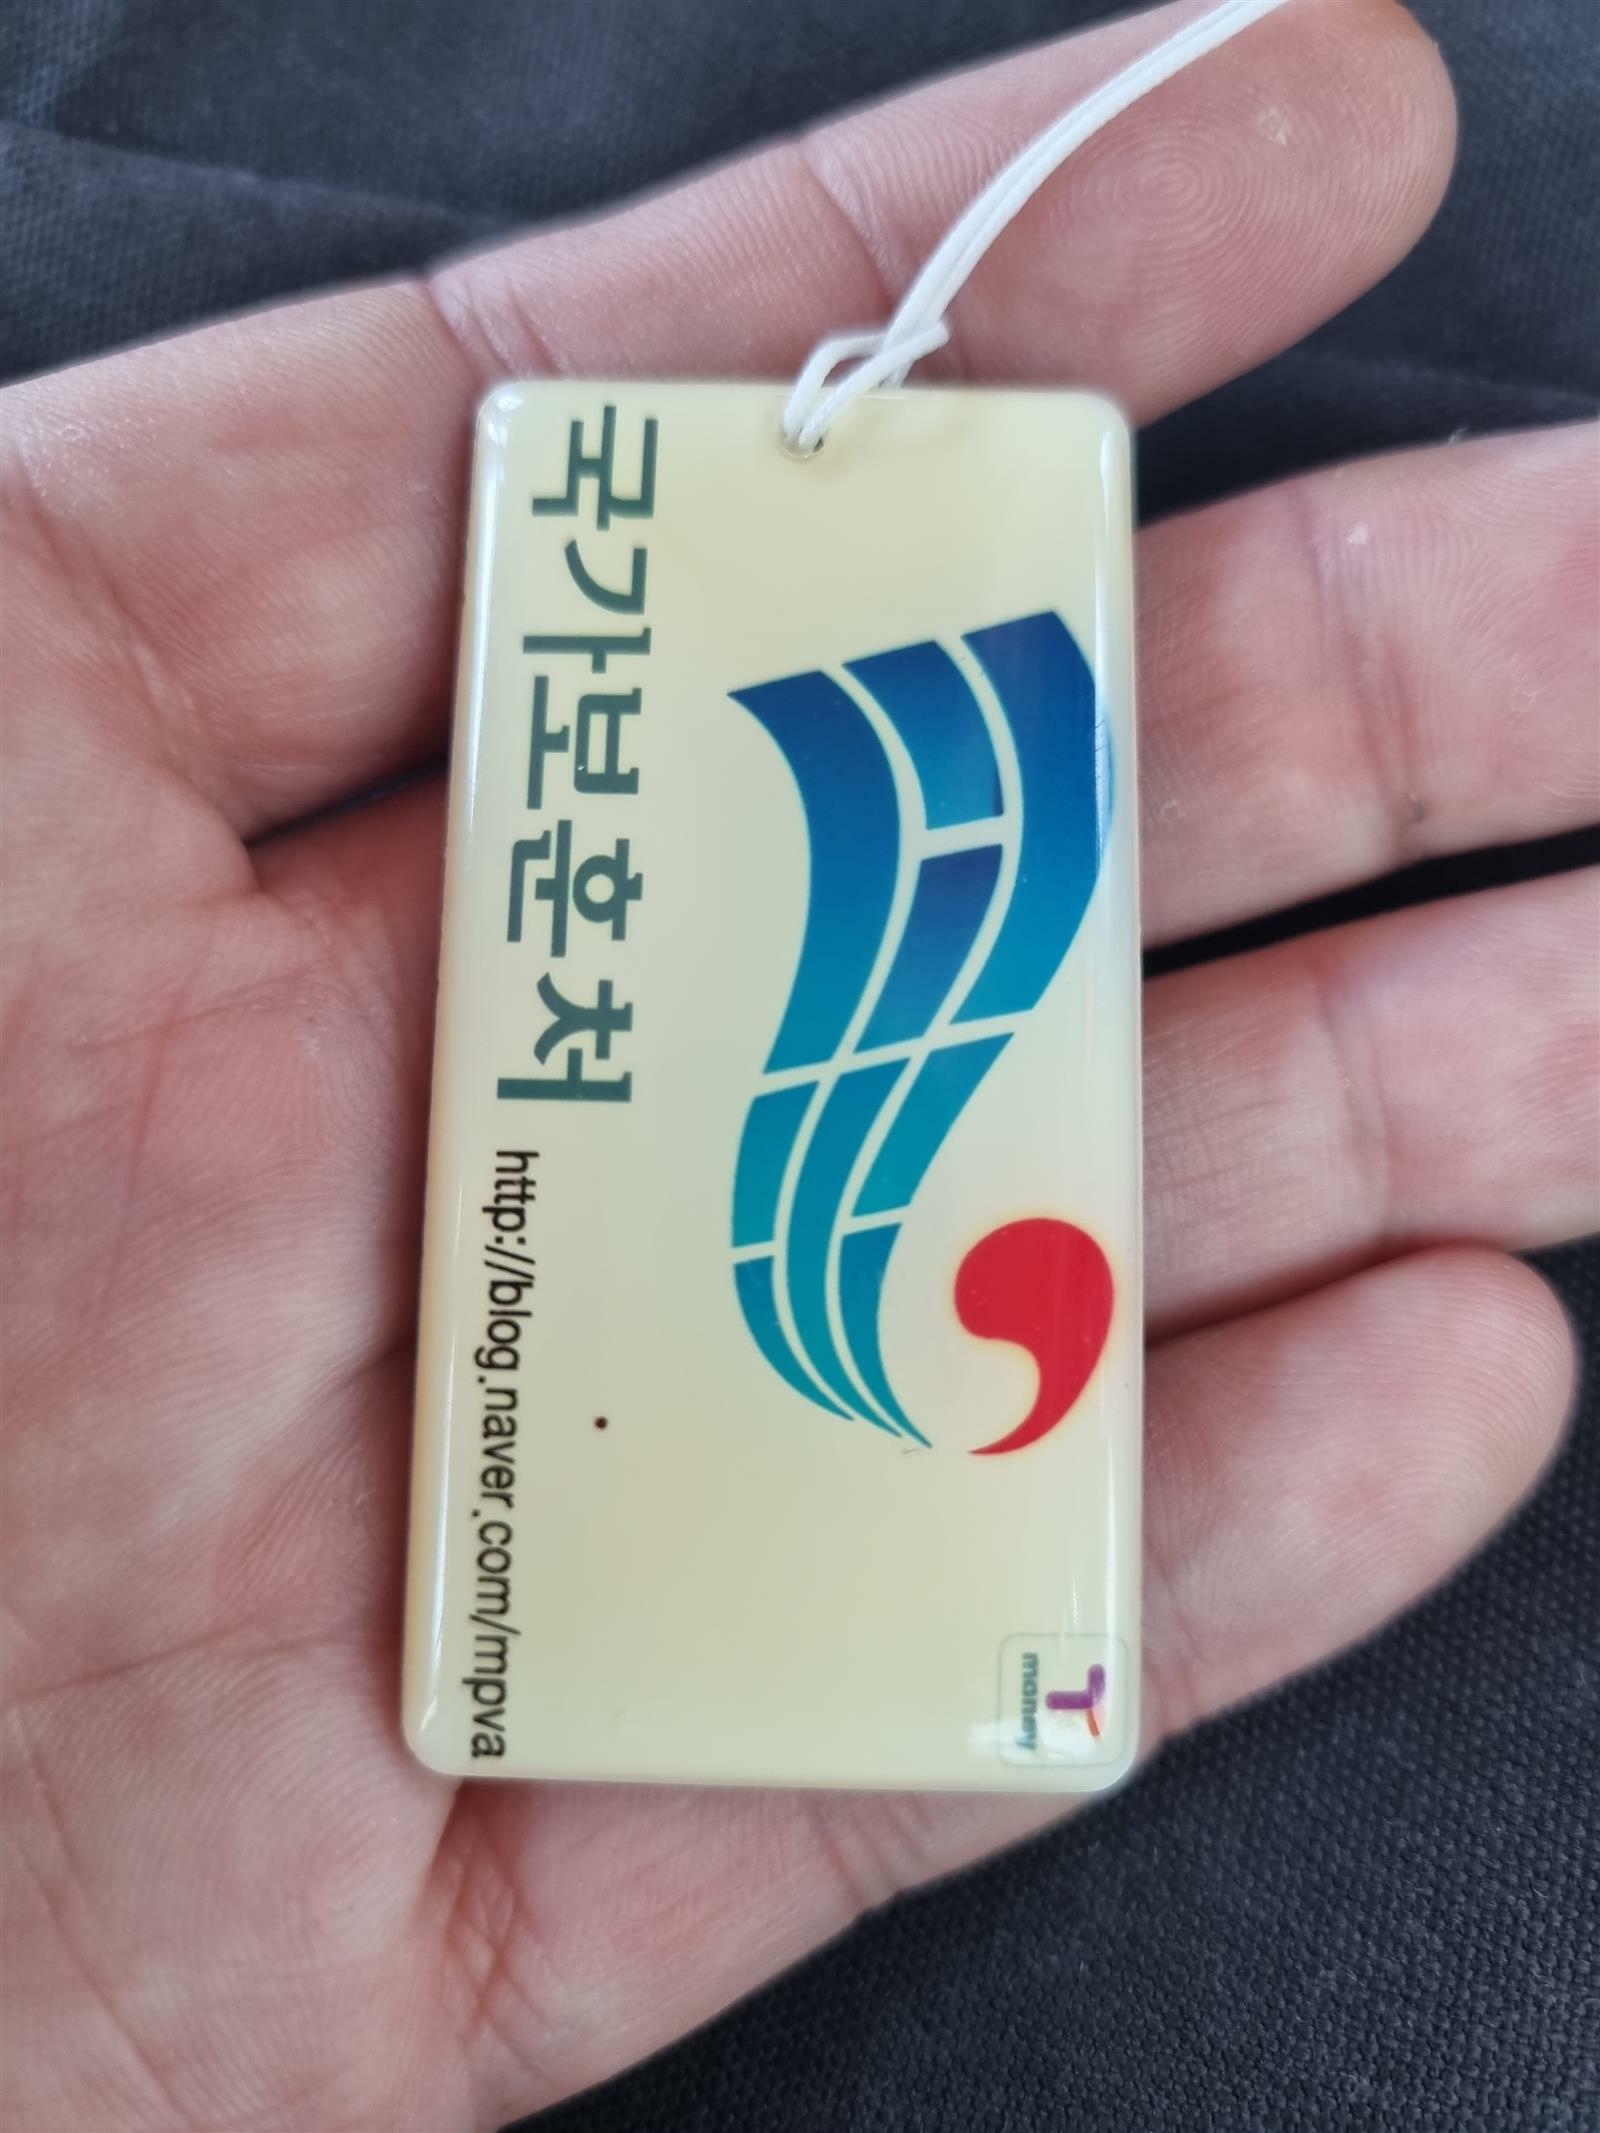 T
money
국가보훈처 http://blog.naver.com/mpva